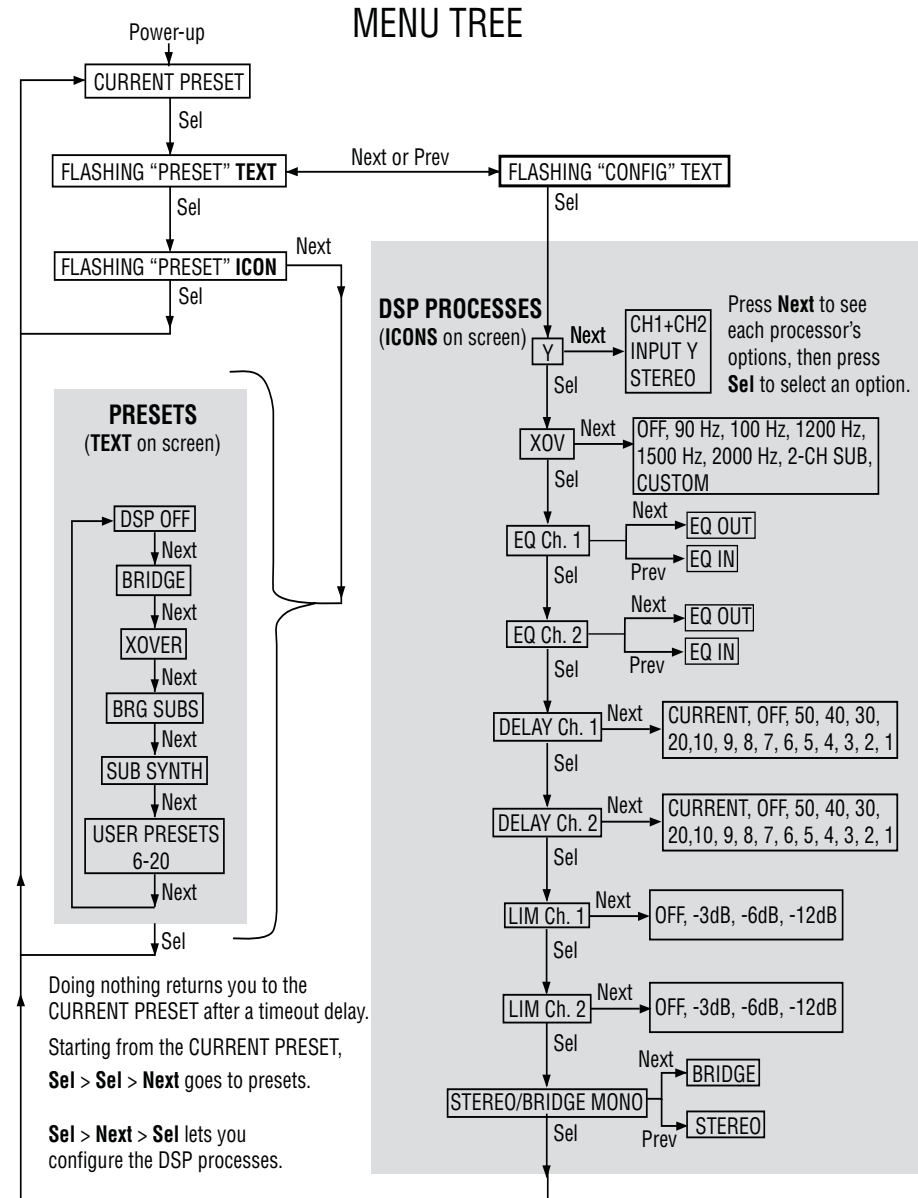 MENU TREE
Power-up
CURRENT PRESET
Sel
FLASHING “PRESET” TEXT
Next or Prev
FLASHING “CONFIG” TEXT
Sel
Sel
FLASHING “PRESET” ICON
Next
Sel
PRESETS
(TEXT on screen)
DSP OFF
Next
BRIDGE
Next
XOVER
Next
BRG SUBS
Next
SUB SYNTH
Next
USER PRESETS
6-20
Next
Sel
Doing nothing returns you to the
CURRENT PRESET after a timeout delay.
Starting from the CURRENT PRESET,
Sel > Sel > Next goes to presets.
Sel > Next > Sel lets you
configure the DSP processes.
DSP PROCESSES
(ICONS on screen)
Y
Next
CH1+CH2
INPUT Y
STEREO
Press Next to see
each processor's
options, then press
Sel to select an option.
Sel
XOV
Next
OFF, 90 Hz, 100 Hz, 1200 Hz,
1500 Hz, 2000 Hz, 2-CH SUB,
CUSTOM
Sel
EQ Ch. 1
Next
EQ OUT
EQ IN
Prev
Sel
EQ Ch. 2
Next
EQ OUT
EQ IN
Prev
Sel
DELAY Ch. 1
Next
CURRENT, OFF, 50, 40, 30,
20,10, 9, 8, 7, 6, 5, 4, 3, 2, 1
Sel
DELAY Ch. 2
Next
CURRENT, OFF, 50, 40, 30,
20,10, 9, 8, 7, 6, 5, 4, 3, 2, 1
Sel
LIM Ch. 1
Next
OFF, -3dB, -6dB, -12dB
Sel
LIM Ch. 2
Next
OFF, -3dB, -6dB, -12dB
Sel
STEREO/BRIDGE MONO
Next
BRIDGE
STEREO
Prev
Sel